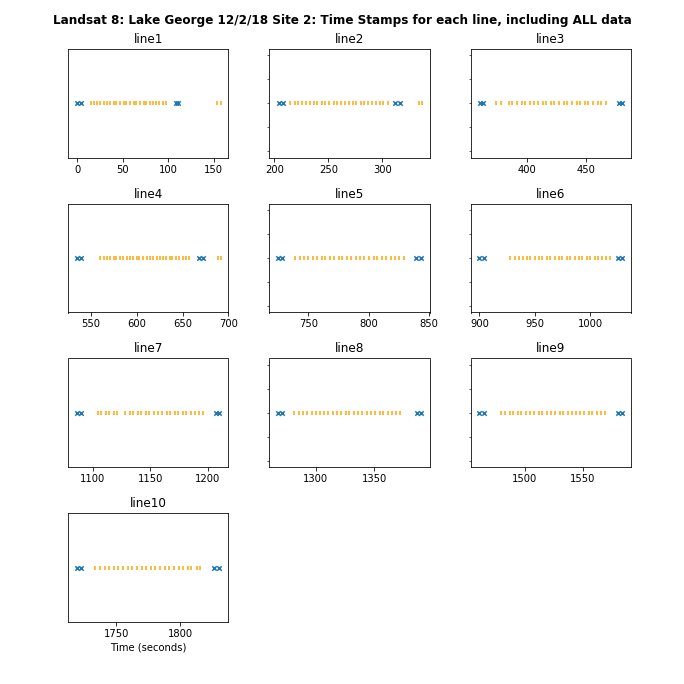 Landsat 8: Lake George 12/2/18 Site 2: Time Stamps for each line, including ALL data
line1 line2 line3
0 50 100 150 200 250 300 400 450
line4 line5 line6
550 600 650 700 750 800 850 900 950 1000
line7 line8 line9
1100 1150 1200 1300 1350 1500 1550
line10
1750 1800
Time (seconds)